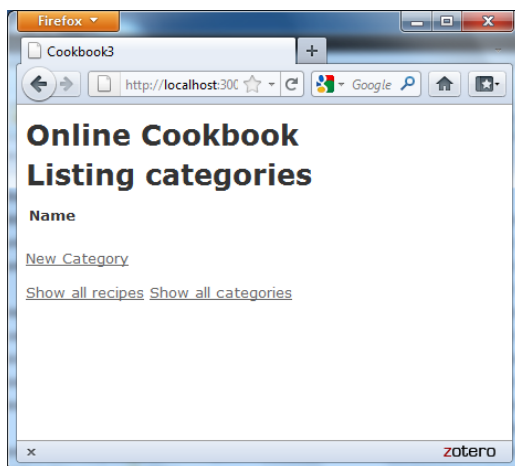 Firefox
Cookbook3
http://localhost:300 Google
Online Cookbook
Listing categories
Name
New Category
Show all recipes Show all categories
x zotero